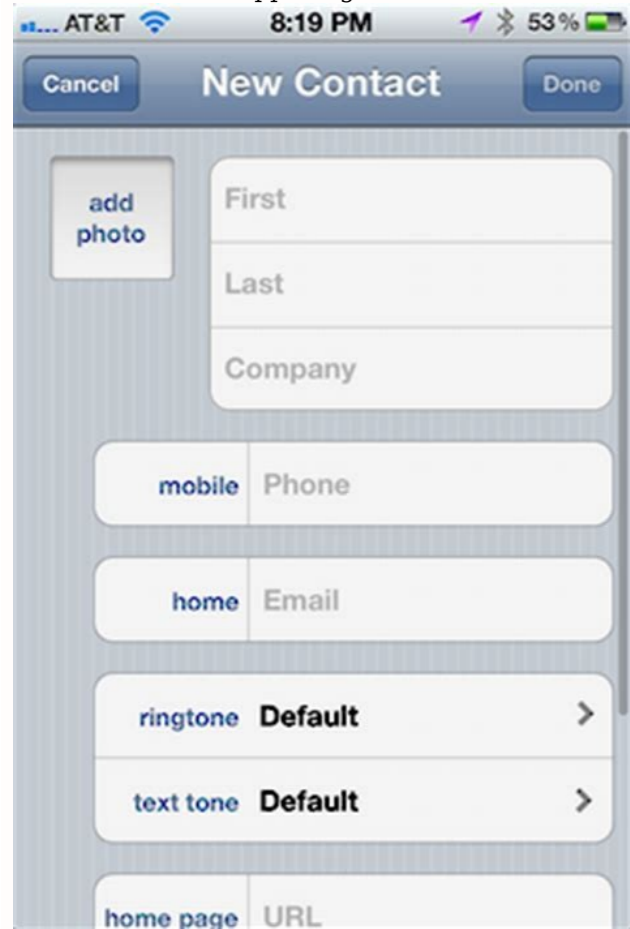 AT&T 8:19 PM 53%
Cancel New Contact Done
add
photo
First
Last
Company
mobile Phone
home Email
ringtone Default
text tone Default
home page URL